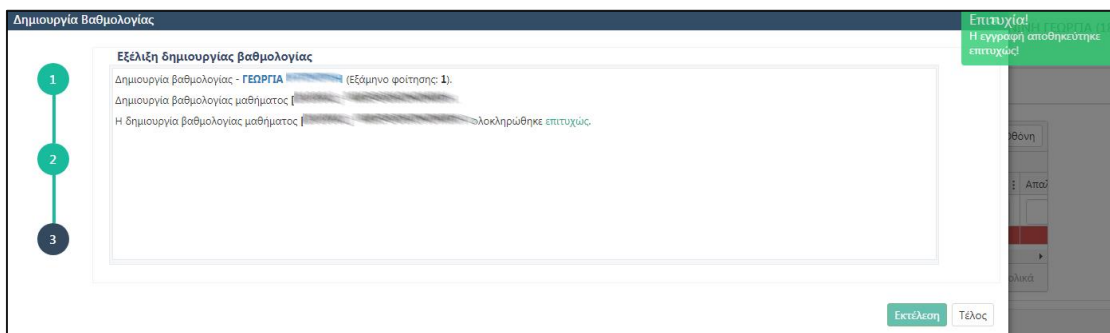 Δημιουργία Βαθμολογίας
Επιτυχία!
Η εγγραφή αποθηκεύτηκε
επιτυχώς!
Εξέλιξη δημιουργίας βαθμολογίας
1
Δημιουργία βαθμολογίας - ΓΕΩΡΓΙΑ (Εξάμηνο φοίτησης: 1).
Δημιουργία βαθμολογίας μαθήματος [
Η δημιουργία βαθμολογίας μαθήματος [ ολοκληρώθηκε επιτυχώς.
2
3
Εκτέλεση Τέλος